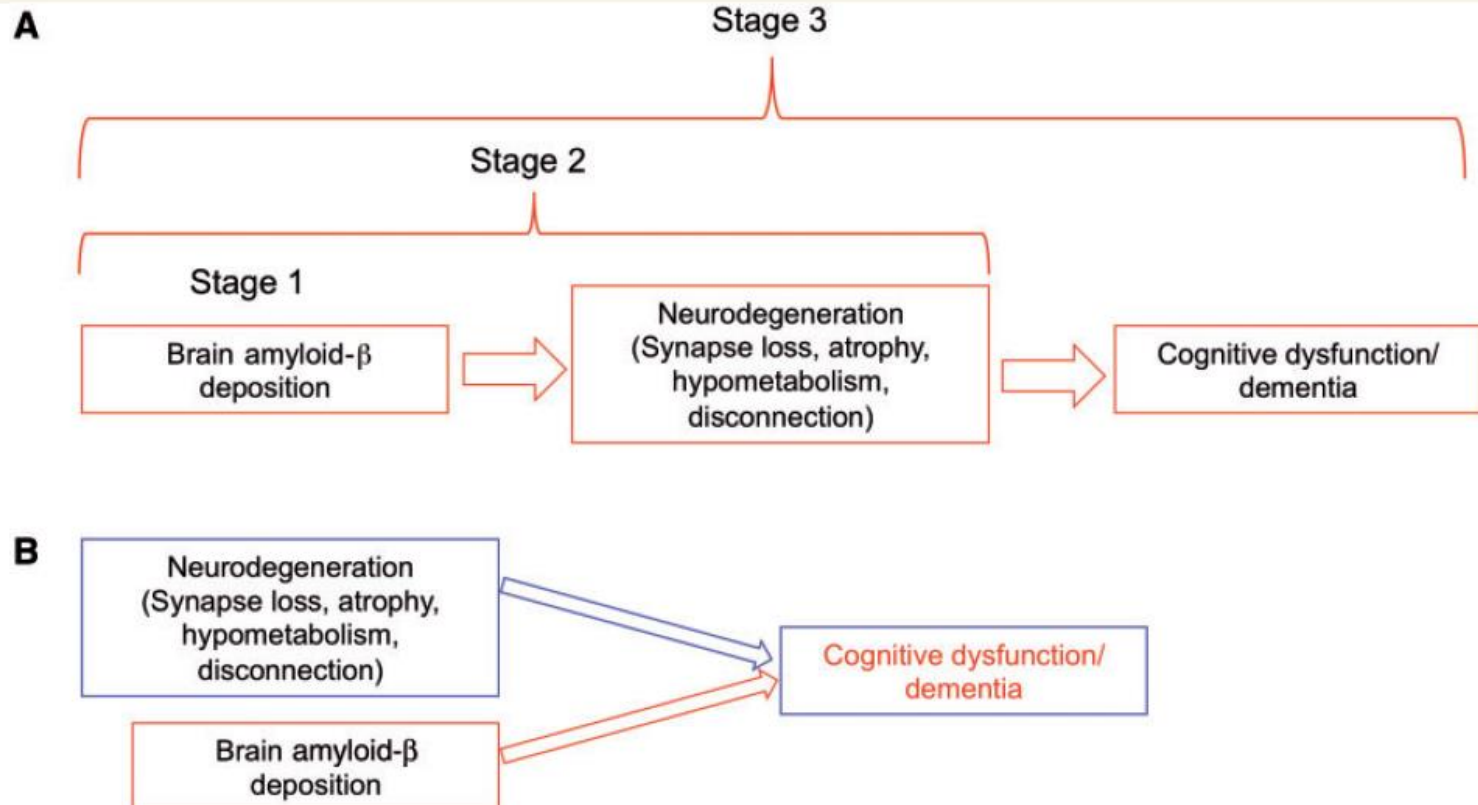 A
Stage 3
Stage 2
Stage 1
Brain amyloid-β
deposition
Neurodegeneration
(Synapse loss, atrophy,
hypometabolism,
disconnection)
Cognitive dysfunction/
dementia
B
Neurodegeneration
(Synapse loss, atrophy,
hypometabolism,
disconnection)
Cognitive dysfunction/
dementia
Brain amyloid-β
deposition